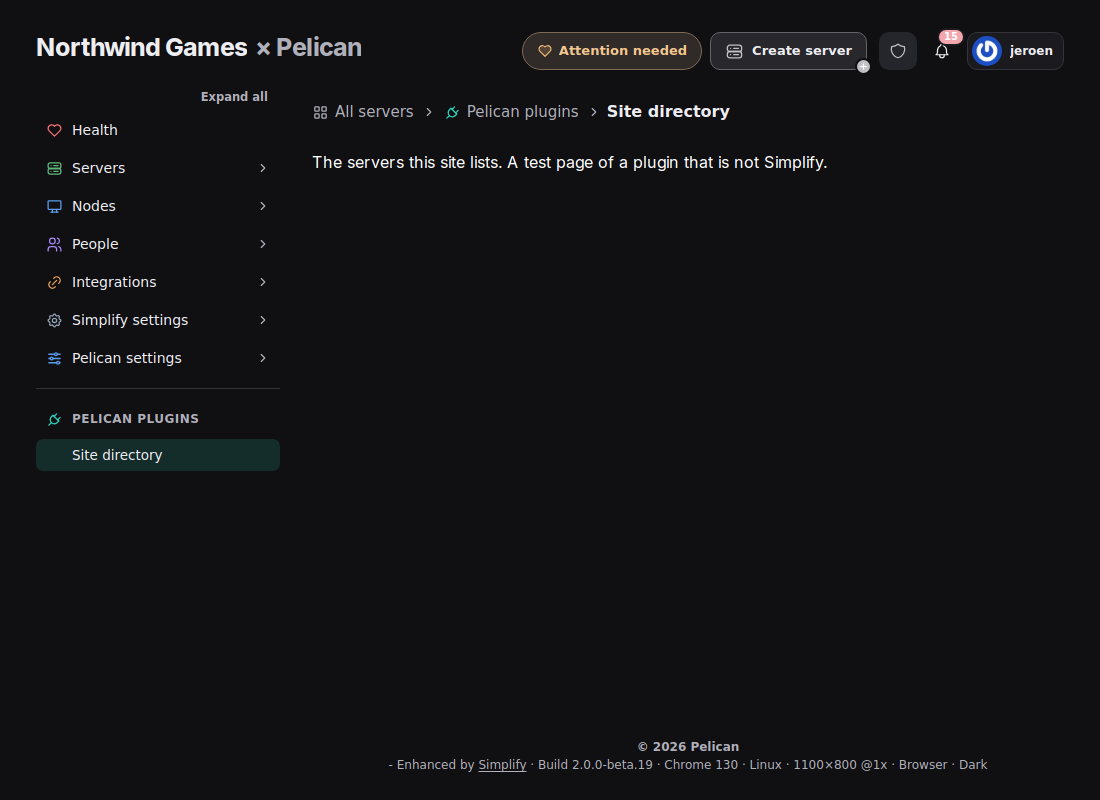 Northwind Games × Pelican
Attention needed
Create server
15
jeroen
Expand all
Health
Servers
Nodes
People
Integrations
Simplify settings
Pelican settings
PELICAN PLUGINS
Site directory
All servers > Pelican plugins > Site directory
The servers this site lists. A test page of a plugin that is not Simplify.
© 2026 Pelican
- Enhanced by Simplify · Build 2.0.0-beta.19 · Chrome 130 · Linux · 1100×800 @1x · Browser · Dark